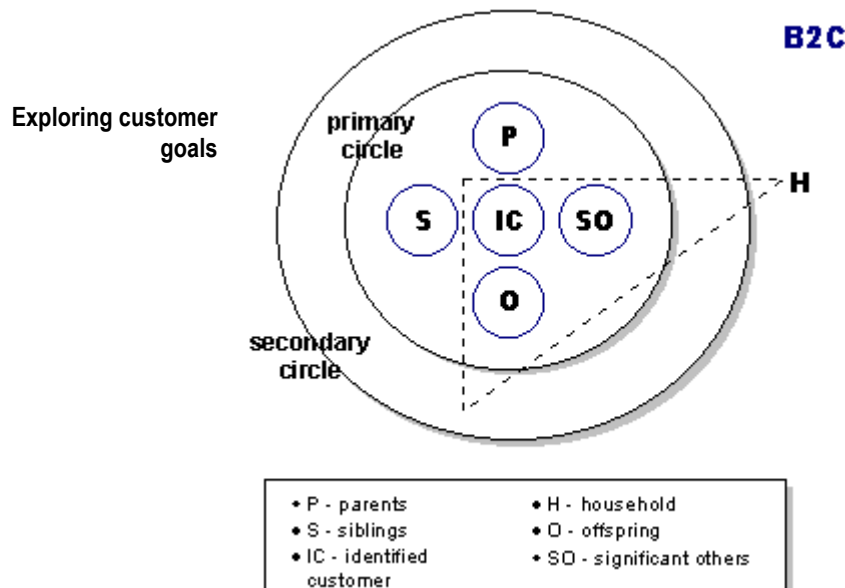 B2C
Exploring customer
goals
primary
circle
P
H
S
IC
SO
O
secondary
circle
• P - parents
• S - siblings
• IC - identified
customer
• H - household
• O - offspring
• SO - significant others